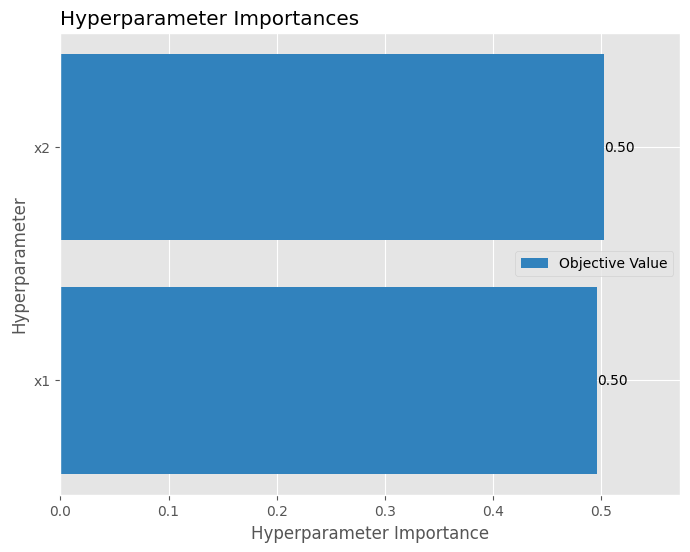 Hyperparameter Importances
Hyperparameter
x2
0.50
Objective Value
x1
0.50
0.0 0.1 0.2 0.3 0.4 0.5
Hyperparameter Importance